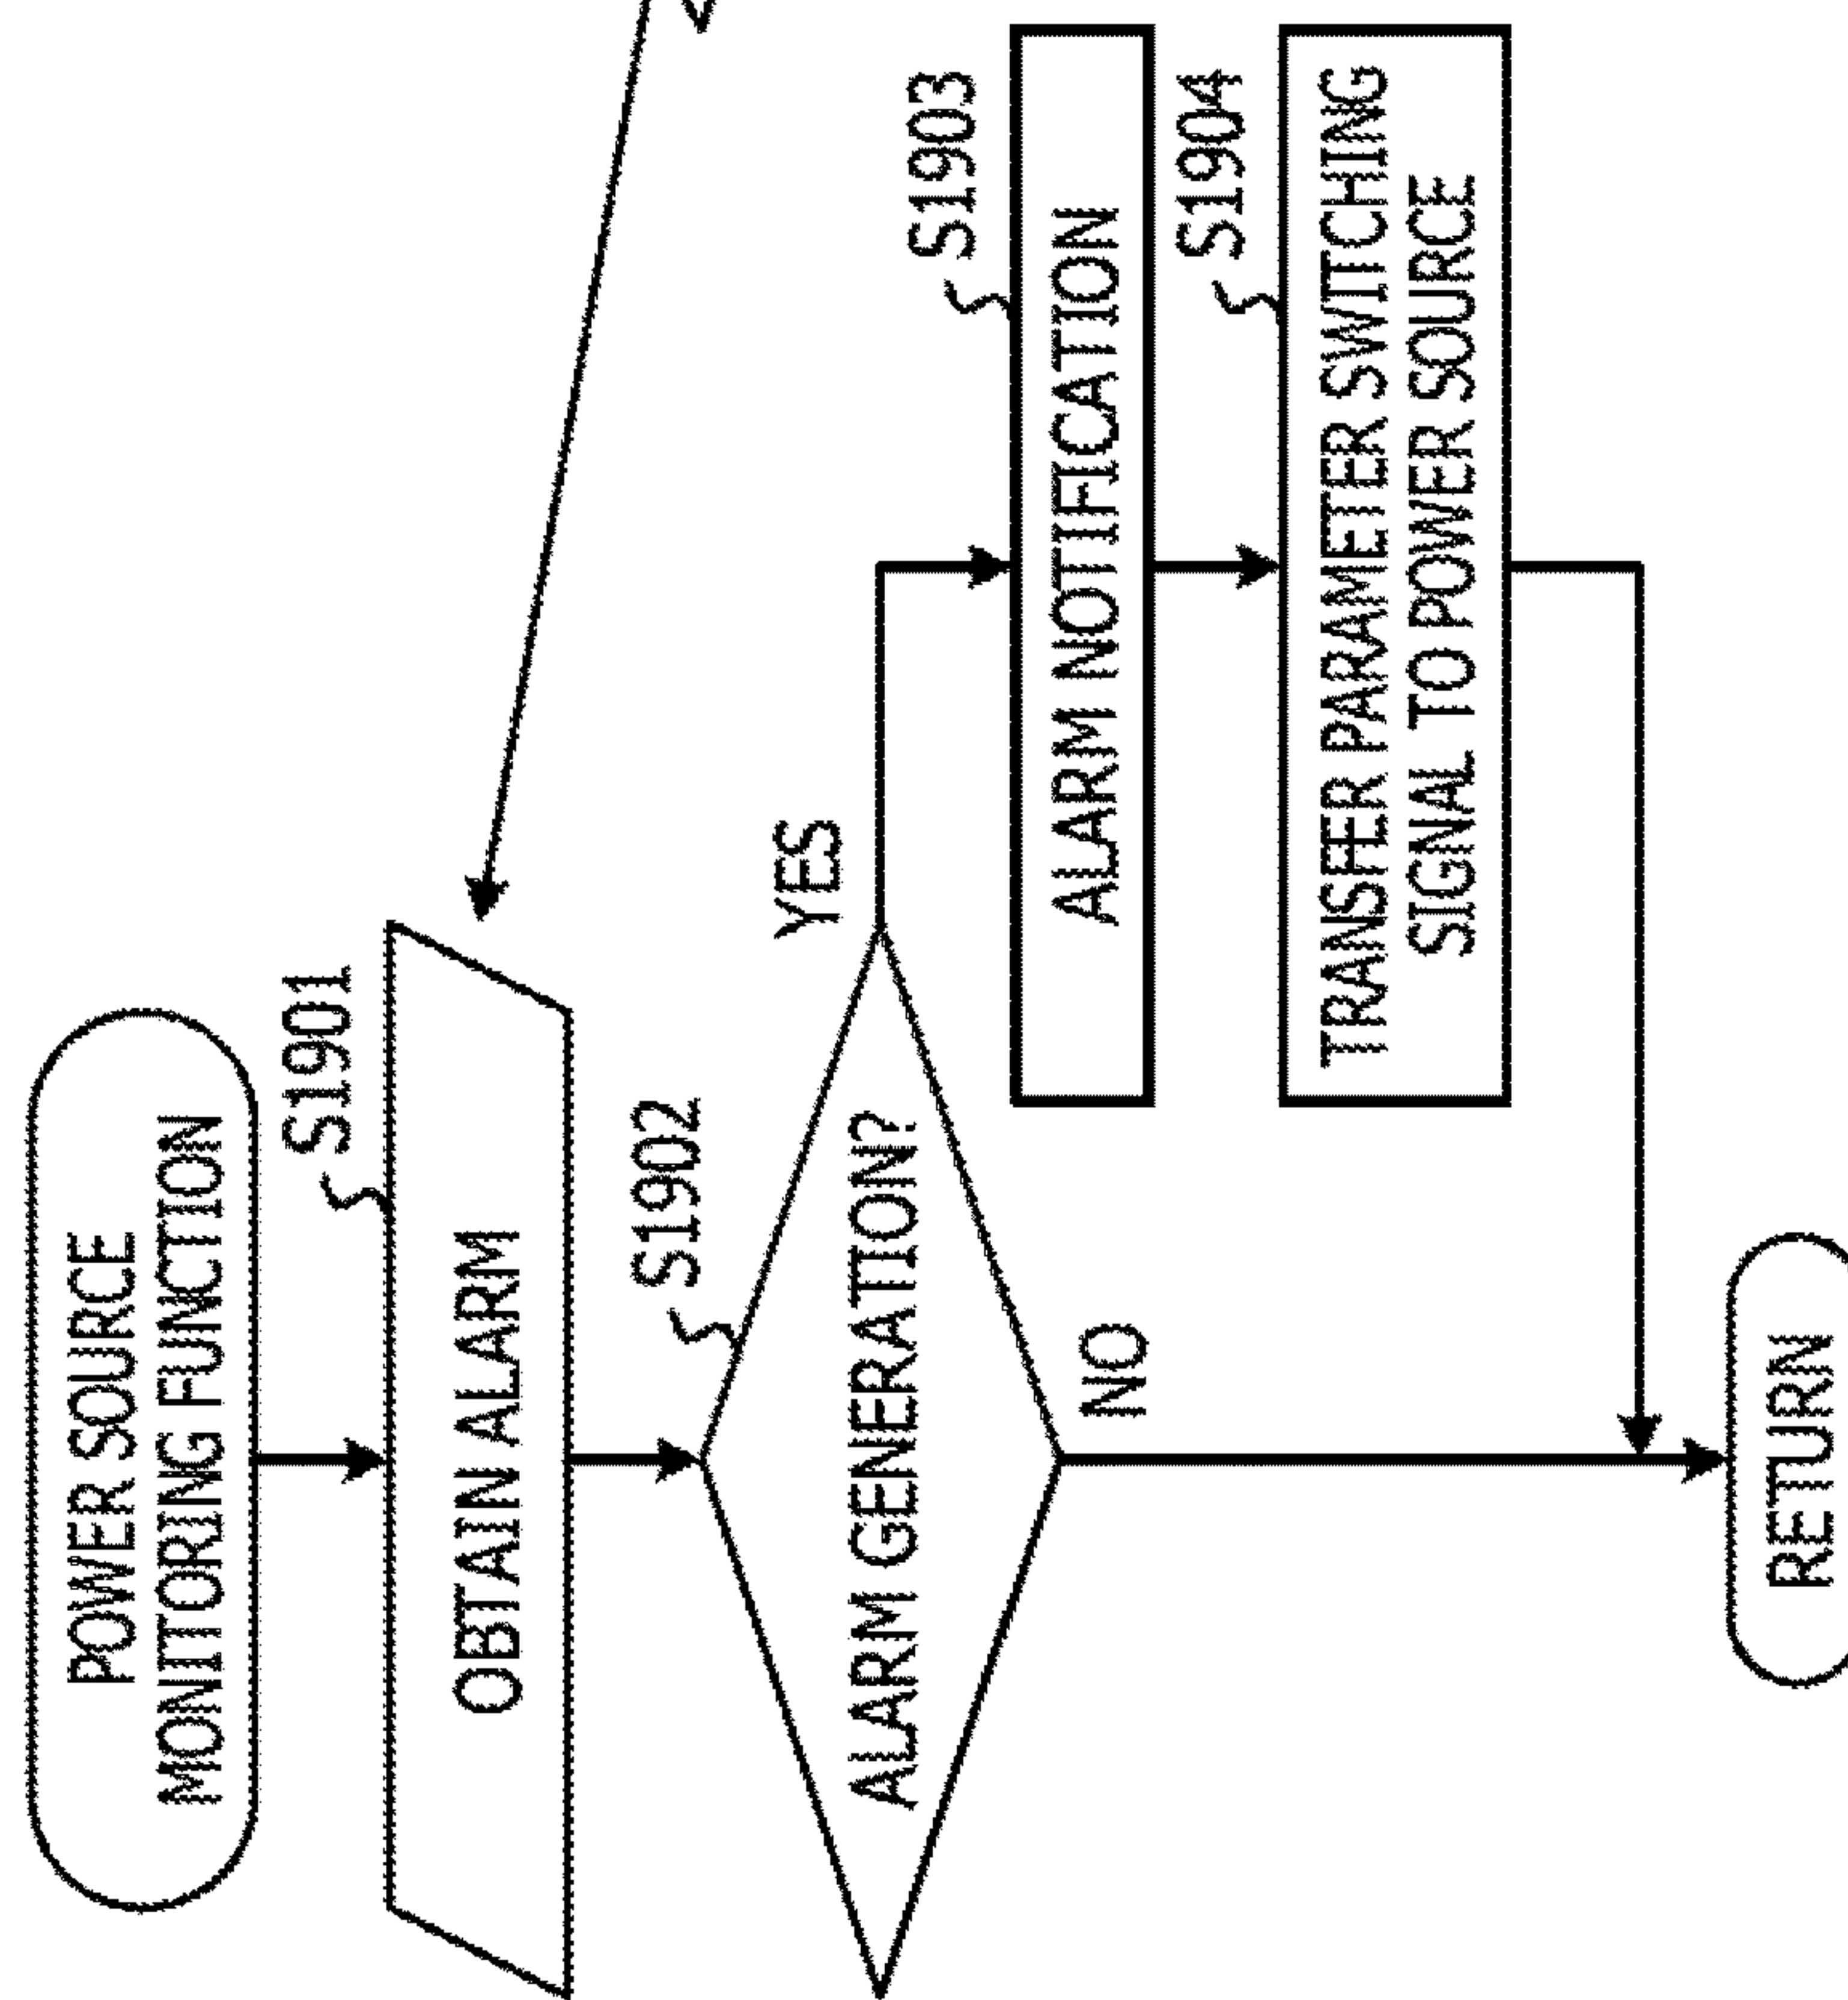 POWER SOURCE
MONITORING FUNCTION
S1901
OBTAIN ALARM
S1902
ALARM GENERATION?
YES
NO
S1903
ALARM NOTIFICATION
S1904
TRANSFER PARAMETER SWITCHING
SIGNAL TO POWER SOURCE
RETURN